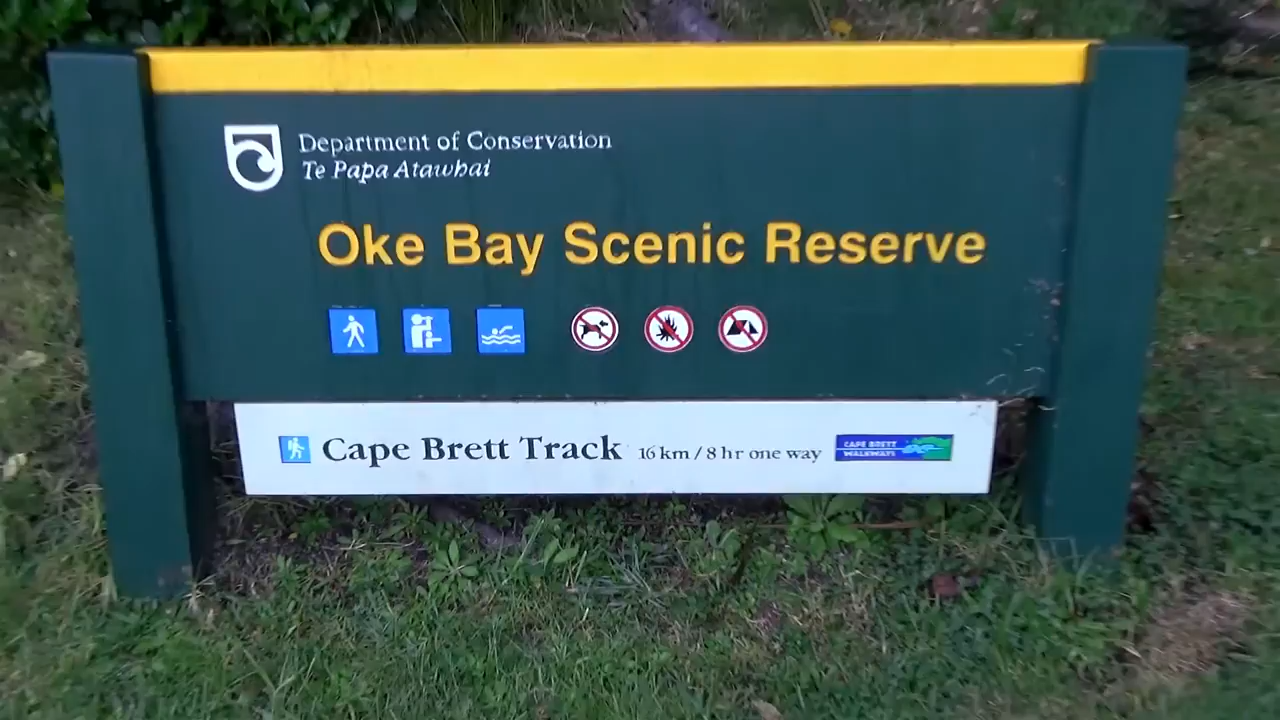 Department of Conservation
Te Papa Atawhai
Oke Bay Scenic Reserve
Cape Brett Track 16 km / 8 hr one way
CAPE BRETT
WALKWAYS